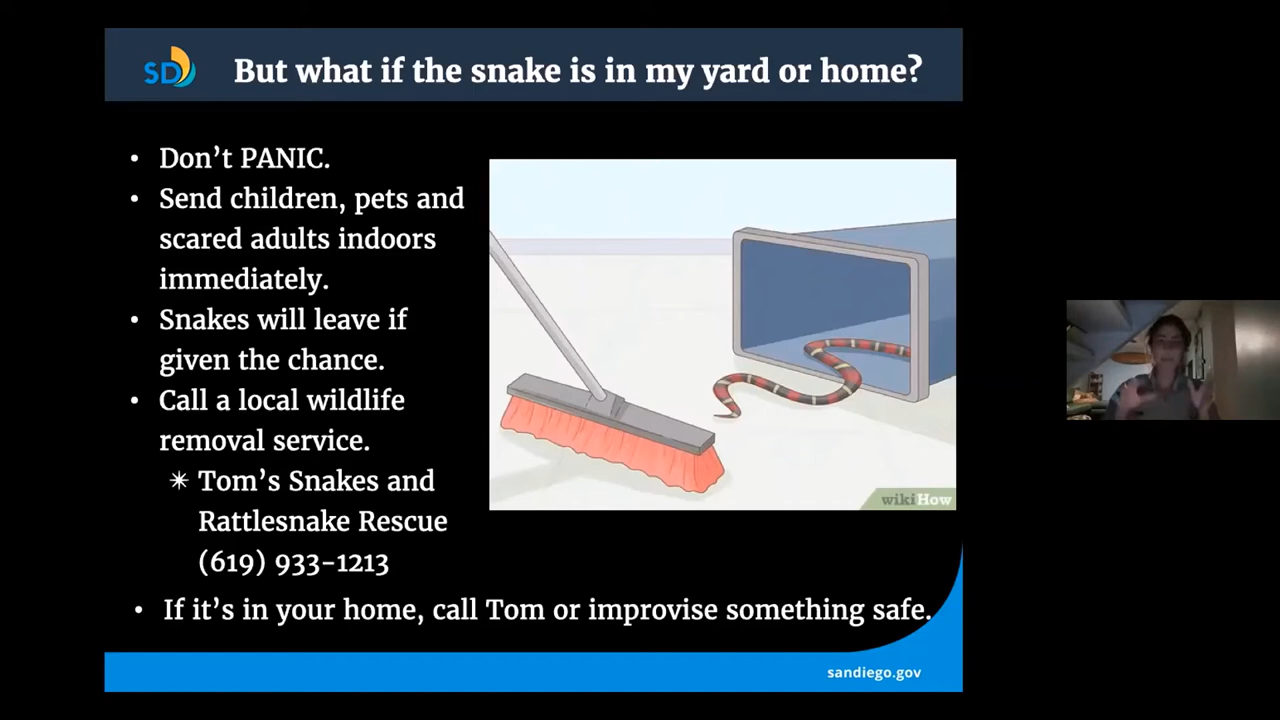 SD
But what if the snake is in my yard or home?
• Don’t PANIC.
• Send children, pets and
scared adults indoors
immediately.
• Snakes will leave if
given the chance.
• Call a local wildlife
removal service.
✴ Tom’s Snakes and
Rattlesnake Rescue
(619) 933-1213
• If it’s in your home, call Tom or improvise something safe.
wikiHow
sandiego.gov